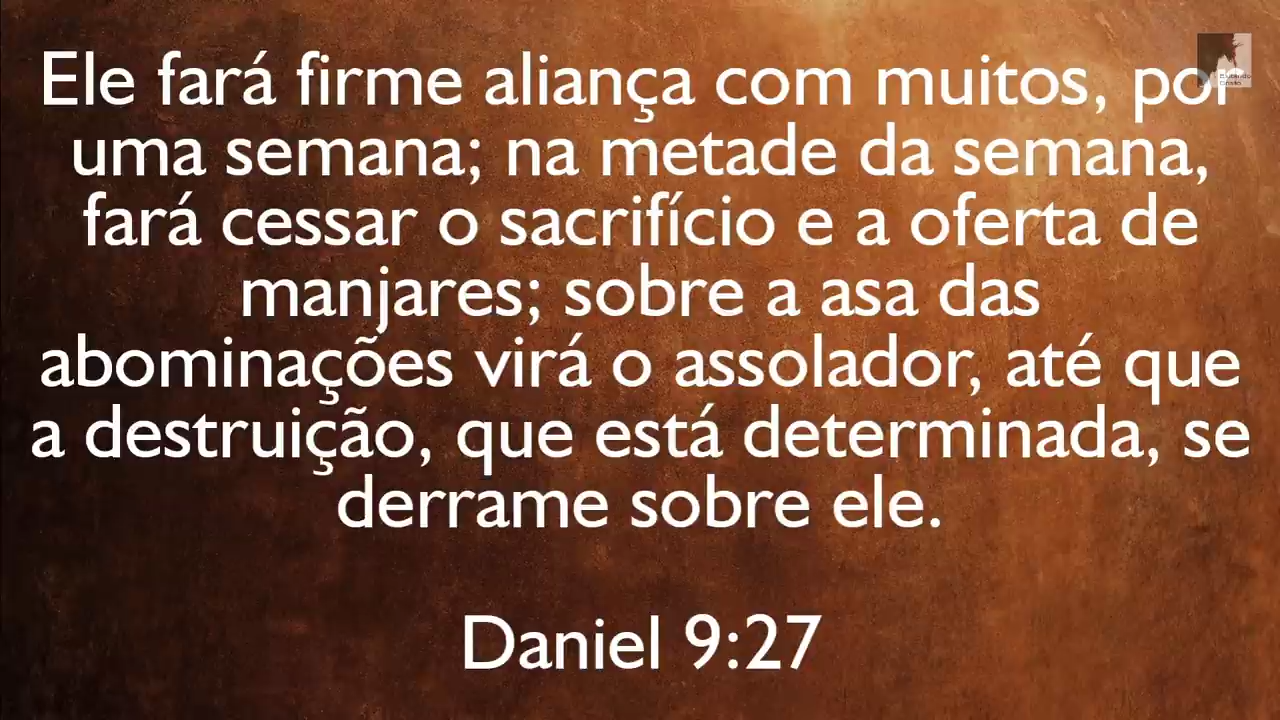 Ele fará firme aliança com muitos, por
uma semana; na metade da semana,
fará cessar o sacrifício e a oferta de
manjares; sobre a asa das
abominações virá o assolador, até que
a destruição, que está determinada, se
derrame sobre ele.
Daniel 9:27